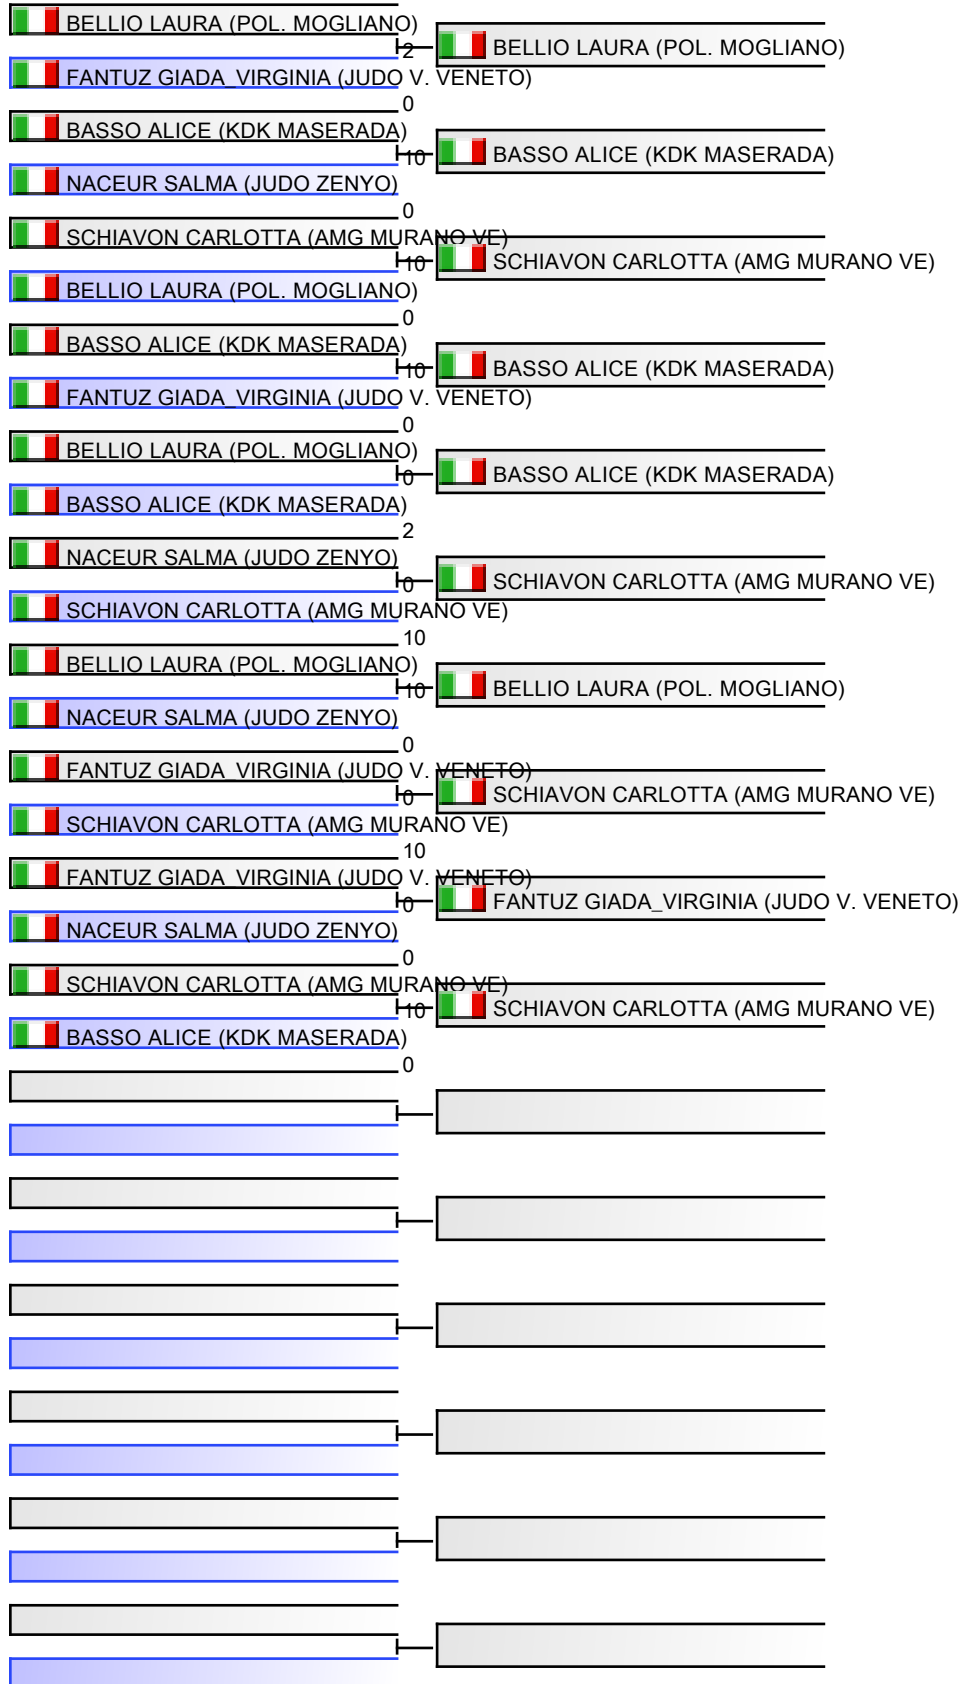 BELLIO LAURA (POL. MOGLIANO)
2
BELLIO LAURA (POL. MOGLIANO)
FANTUZ GIADA_VIRGINIA (JUDO V. VENETO)
0
BASSO ALICE (KDK MASERADA)
10
BASSO ALICE (KDK MASERADA)
NACEUR SALMA (JUDO ZENYO)
0
SCHIAVON CARLOTTA (AMG MURANO VE)
10
SCHIAVON CARLOTTA (AMG MURANO VE)
BELLIO LAURA (POL. MOGLIANO)
0
BASSO ALICE (KDK MASERADA)
10
BASSO ALICE (KDK MASERADA)
FANTUZ GIADA_VIRGINIA (JUDO V. VENETO)
0
BELLIO LAURA (POL. MOGLIANO)
0
BASSO ALICE (KDK MASERADA)
BASSO ALICE (KDK MASERADA)
2
NACEUR SALMA (JUDO ZENYO)
0
SCHIAVON CARLOTTA (AMG MURANO VE)
SCHIAVON CARLOTTA (AMG MURANO VE)
10
BELLIO LAURA (POL. MOGLIANO)
10
BELLIO LAURA (POL. MOGLIANO)
NACEUR SALMA (JUDO ZENYO)
0
FANTUZ GIADA_VIRGINIA (JUDO V. VENETO)
0
SCHIAVON CARLOTTA (AMG MURANO VE)
SCHIAVON CARLOTTA (AMG MURANO VE)
10
FANTUZ GIADA_VIRGINIA (JUDO V. VENETO)
0
FANTUZ GIADA_VIRGINIA (JUDO V. VENETO)
NACEUR SALMA (JUDO ZENYO)
0
SCHIAVON CARLOTTA (AMG MURANO VE)
10
SCHIAVON CARLOTTA (AMG MURANO VE)
BASSO ALICE (KDK MASERADA)
0